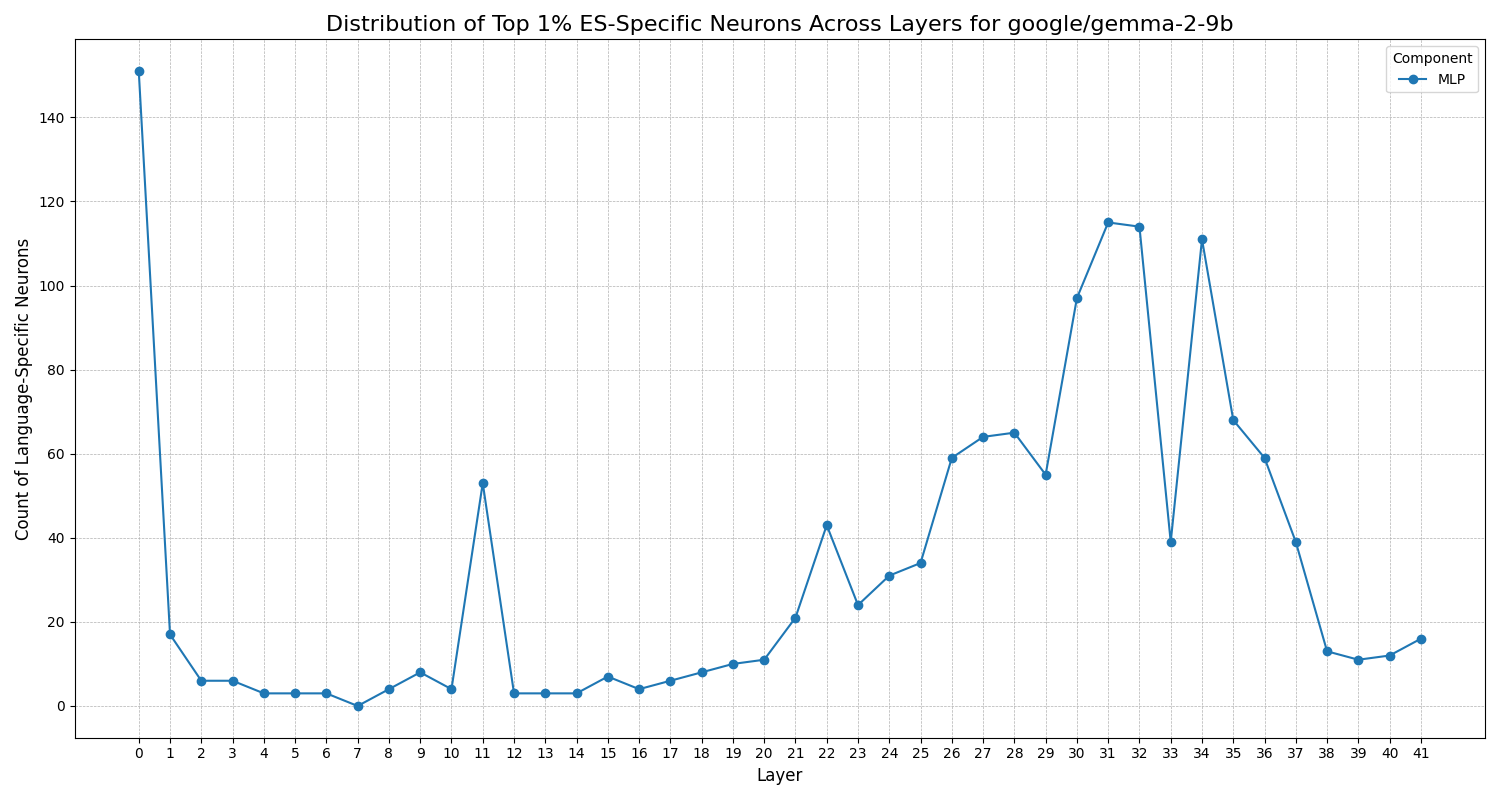 Distribution of Top 1% ES-Specific Neurons Across Layers for google/gemma-2-9b
Component
MLP
140
120
100
80
60
40
20
0
Count of Language-Specific Neurons
0 1 2 3 4 5 6 7 8 9 10 11 12 13 14 15 16 17 18 19 20 21 22 23 24 25 26 27 28 29 30 31 32 33 34 35 36 37 38 39 40 41
Layer